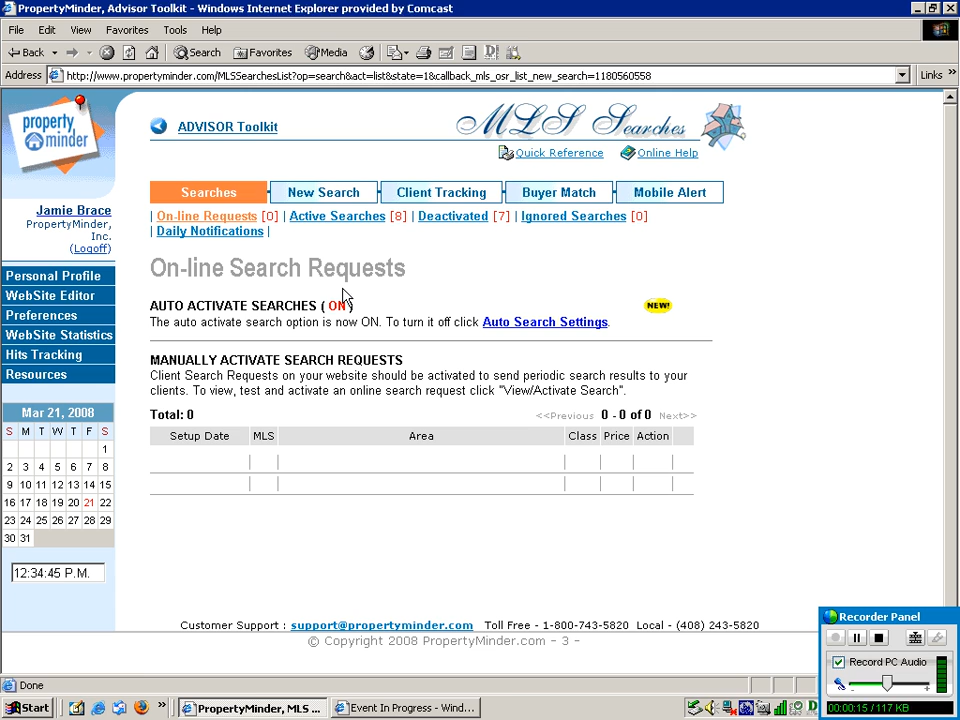 PropertyMinder, Advisor Toolkit - Windows Internet Explorer provided by Comcast
File Edit View Favorites Tools Help
Back Search Favorites Media
Address http://www.propertyminder.com/MLSSearchesList?op=search&act=list&state=1&callback_mls_osr_list_new_search=1180560558 Links »
property minder
ADVISOR Toolkit
MLS Searches
Quick Reference Online Help
Searches New Search Client Tracking Buyer Match Mobile Alert
| On-line Requests [0] | Active Searches [8] | Deactivated [7] | Ignored Searches [0]
| Daily Notifications |
Jamie Brace
PropertyMinder,
Inc.
(Logoff)
Personal Profile
WebSite Editor
Preferences
WebSite Statistics
Hits Tracking
Resources
Mar 21, 2008
S M T W T F S
1
2 3 4 5 6 7 8
9 10 11 12 13 14 15
16 17 18 19 20 21 22
23 24 25 26 27 28 29
30 31
12:34:45 P.M.
On-line Search Requests
AUTO ACTIVATE SEARCHES ( ON )
NEW!
The auto activate search option is now ON. To turn it off click Auto Search Settings.
MANUALLY ACTIVATE SEARCH REQUESTS
Client Search Requests on your website should be activated to send periodic search results to your
clients. To view, test and activate an online search request click "View/Activate Search".
Total: 0 <<Previous 0 - 0 of 0 Next>>
Setup Date MLS Area Class Price Action
Customer Support : support@propertyminder.com Toll Free - 1-800-743-5820 Local - (408) 243-5820
© Copyright 2008 PropertyMinder.com - 3 -
Recorder Panel
Record PC Audio
- +
00:00:15 / 117 KB
Done
Start » PropertyMinder, MLS ... Event In Progress - Wind...